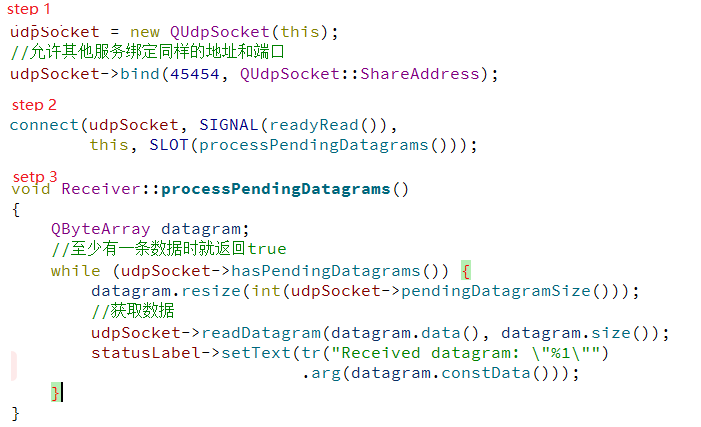 step 1
udpSocket = new QUdpSocket(this);
//允许其他服务绑定同样的地址和端口
udpSocket->bind(45454, QUdpSocket::ShareAddress);
step 2
connect(udpSocket, SIGNAL(readyRead()),
this, SLOT(processPendingDatagrams()));
setp 3
void Receiver::processPendingDatagrams()
{
QByteArray datagram;
//至少有一条数据时就返回true
while (udpSocket->hasPendingDatagrams()) {
datagram.resize(int(udpSocket->pendingDatagramSize()));
//获取数据
udpSocket->readDatagram(datagram.data(), datagram.size());
statusLabel->setText(tr("Received datagram: \"%1\"")
.arg(datagram.constData()));
}
}